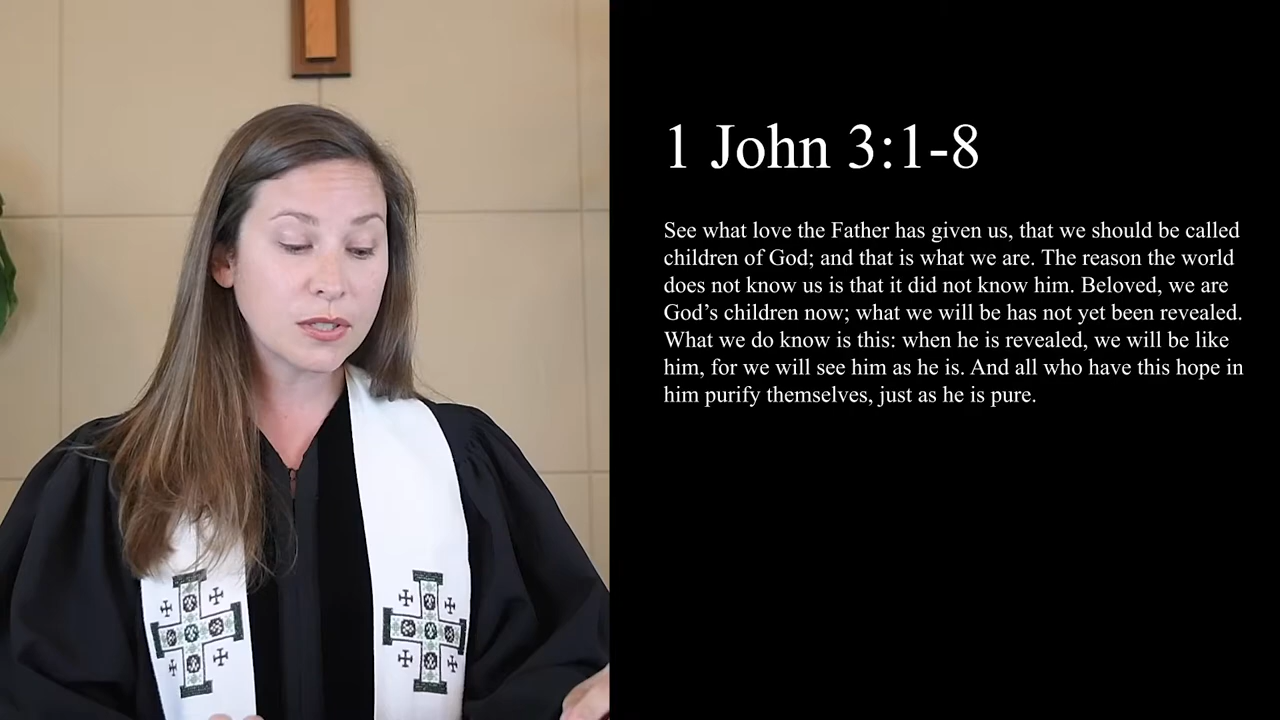 1 John 3:1-8
See what love the Father has given us, that we should be called
children of God; and that is what we are. The reason the world
does not know us is that it did not know him. Beloved, we are
God’s children now; what we will be has not yet been revealed.
What we do know is this: when he is revealed, we will be like
him, for we will see him as he is. And all who have this hope in
him purify themselves, just as he is pure.